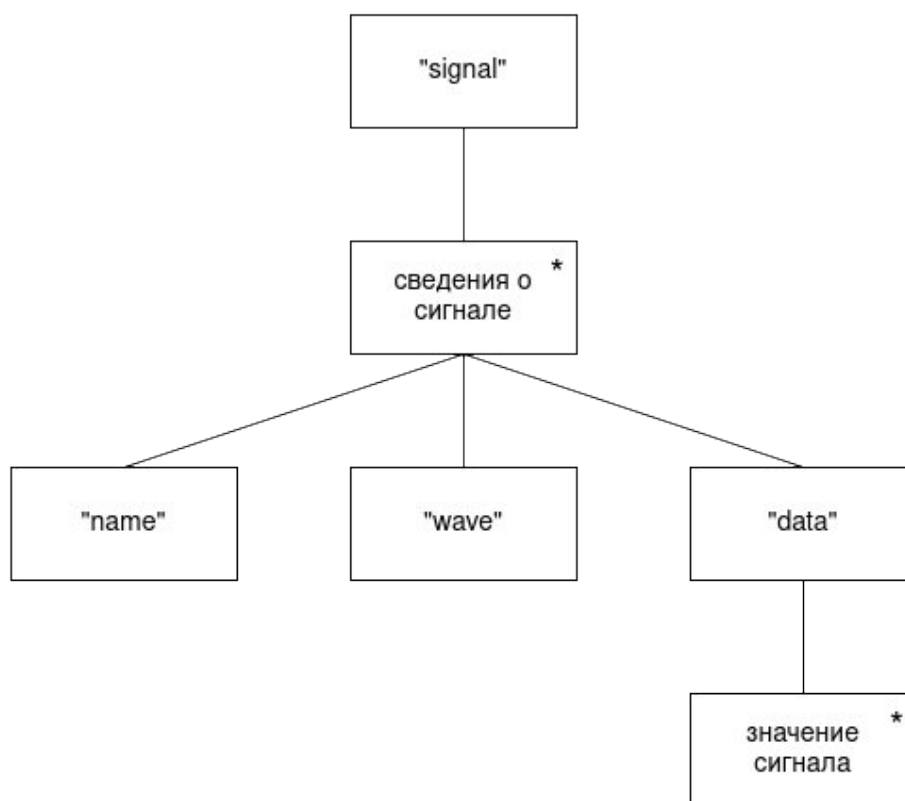 "signal"
*
сведения о
сигнале
"name"
"wave"
"data"
*
значение
сигнала